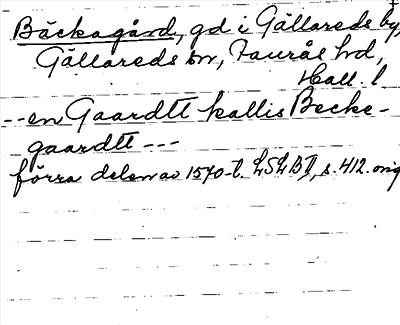 Bäckagård, gd i Gällareds by,
Gällareds sn, Faurås hd,
Hall. l
--en Gaardtt kallis Becke-
gaardtt ---
förra delen av 1570-t. LSLB II, s. 412. orig